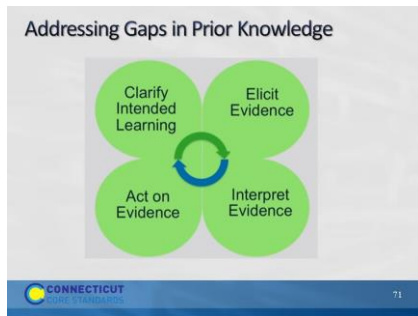 Addressing Gaps in Prior Knowledge
Clarify
Intended
Learning
Elicit
Evidence
Act on
Evidence
Interpret
Evidence
CONNECTICUT
CORE STANDARDS
71